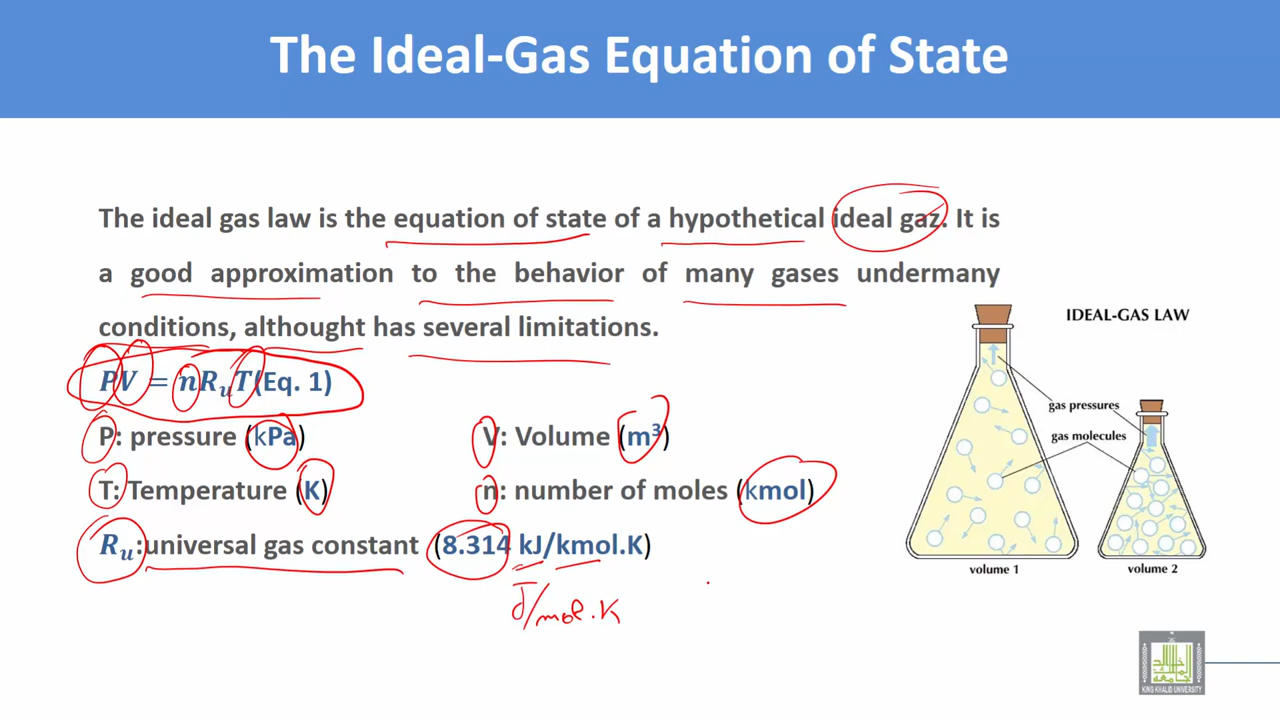 The Ideal-Gas Equation of State
The ideal gas law is the equation of state of a hypothetical ideal gaz. It is
a good approximation to the behavior of many gases undermany
conditions, althought has several limitations.
PV = nRᵤT(Eq. 1)
P: pressure (kPa)
V: Volume (m³)
T: Temperature (K)
n: number of moles (kmol)
Rᵤ:universal gas constant (8.314 kJ/kmol.K)
J/mol.K
IDEAL-GAS LAW
gas pressures
gas molecules
volume 1
volume 2
KING KHALID UNIVERSITY